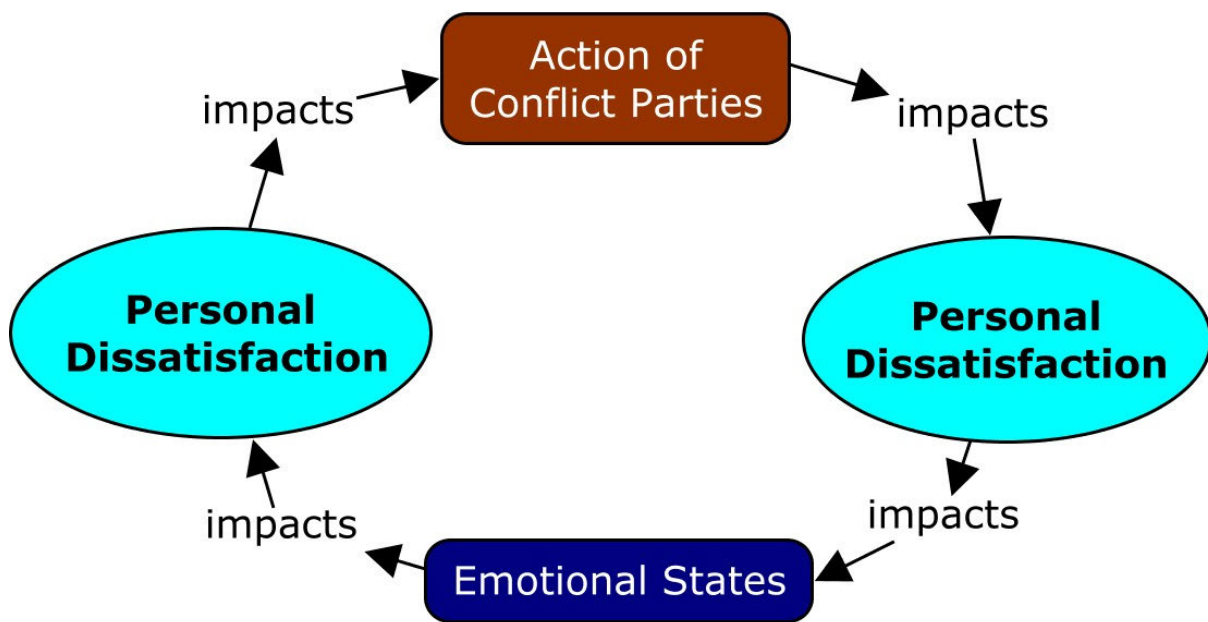 Action of
Conflict Parties
impacts
impacts
Personal
Dissatisfaction
Personal
Dissatisfaction
impacts
impacts
Emotional States